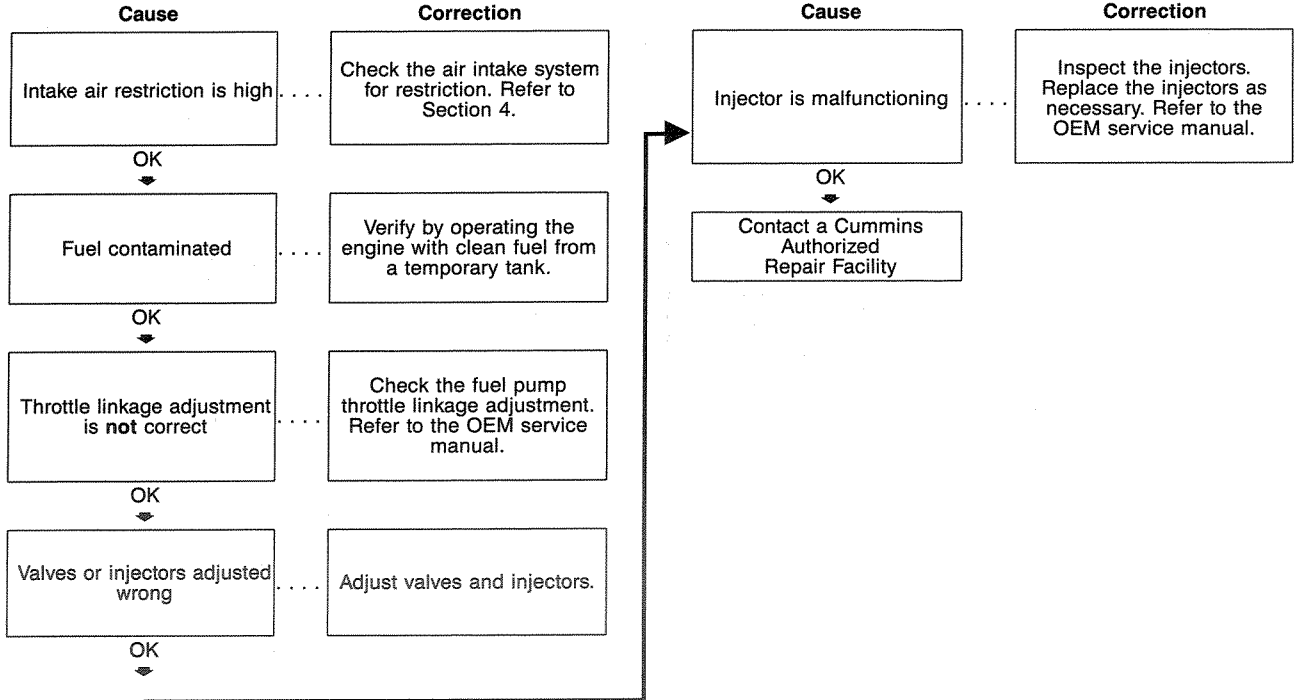 Cause
Correction
Intake air restriction is high . . . .
Check the air intake system
for restriction. Refer to
Section 4.
OK
Fuel contaminated . . . .
Verify by operating the
engine with clean fuel from
a temporary tank.
OK
Throttle linkage adjustment
is not correct . . . .
Check the fuel pump
throttle linkage adjustment.
Refer to the OEM service
manual.
OK
Valves or injectors adjusted
wrong . . . .
Adjust valves and injectors.
OK
Cause
Correction
Injector is malfunctioning . . . .
Inspect the injectors.
Replace the injectors as
necessary. Refer to the
OEM service manual.
OK
Contact a Cummins
Authorized
Repair Facility